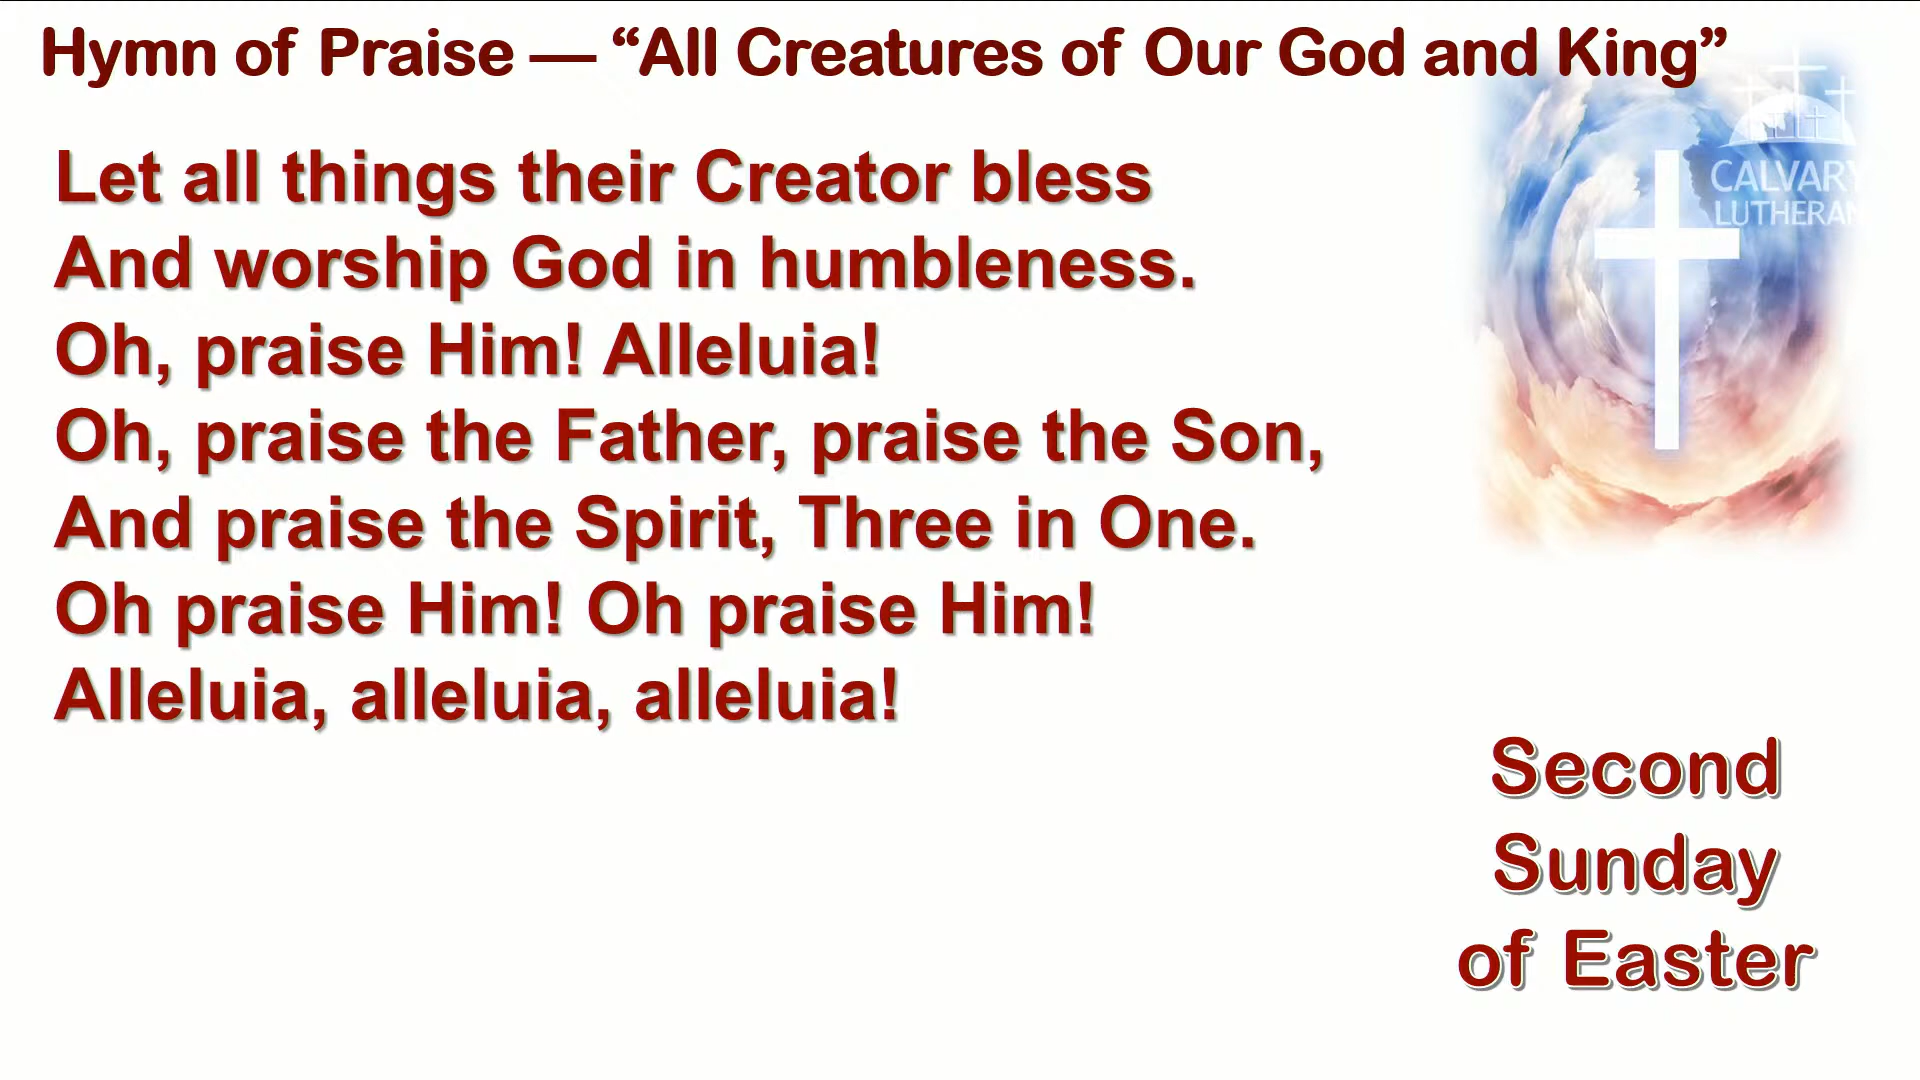 Hymn of Praise — “All Creatures of Our God and King”
CALVARY
LUTHERAN
Let all things their Creator bless
And worship God in humbleness.
Oh, praise Him! Alleluia!
Oh, praise the Father, praise the Son,
And praise the Spirit, Three in One.
Oh praise Him! Oh praise Him!
Alleluia, alleluia, alleluia!
Second
Sunday
of Easter